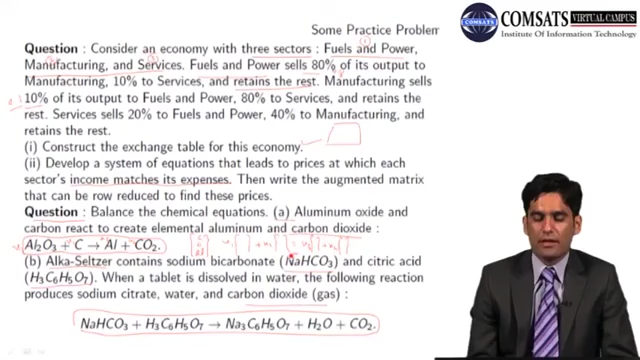 Some Practice Problem
COMSATS VIRTUAL CAMPUS
Institute Of Information Technology
Question : Consider an economy with three sectors : Fuels and Power,
Manufacturing, and Services. Fuels and Power sells 80% of its output to
Manufacturing, 10% to Services, and retains the rest. Manufacturing sells
10% of its output to Fuels and Power, 80% to Services, and retains the
rest. Services sells 20% to Fuels and Power, 40% to Manufacturing, and
retains the rest.
(i) Construct the exchange table for this economy.
(ii) Develop a system of equations that leads to prices at which each
sector's income matches its expenses. Then write the augmented matrix
that can be row reduced to find these prices.
Question : Balance the chemical equations. (a) Aluminum oxide and
carbon react to create elemental aluminum and carbon dioxide :
Al2O3 + C → Al + CO2.
(b) Alka-Seltzer contains sodium bicarbonate (NaHCO3) and citric acid
(H3C6H5O7). When a tablet is dissolved in water, the following reaction
produces sodium citrate, water, and carbon dioxide (gas) :
NaHCO3 + H3C6H5O7 → Na3C6H5O7 + H2O + CO2.